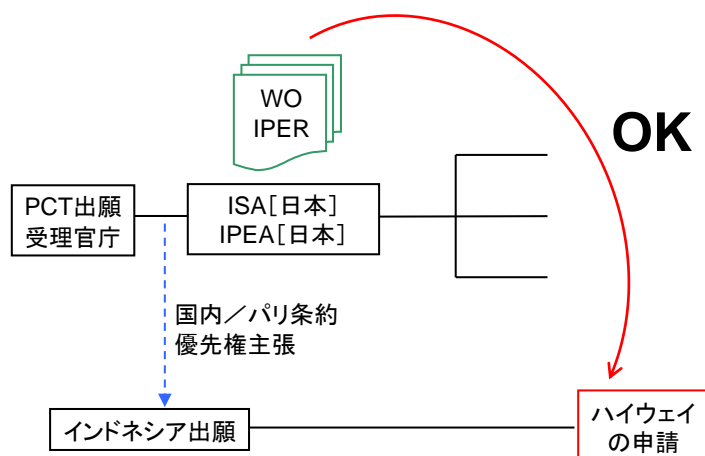 WO
IPER
OK
PCT出願
受理官庁
ISA[日本]
IPEA[日本]
国内／パリ条約
優先権主張
インドネシア出願
ハイウェイ
の申請